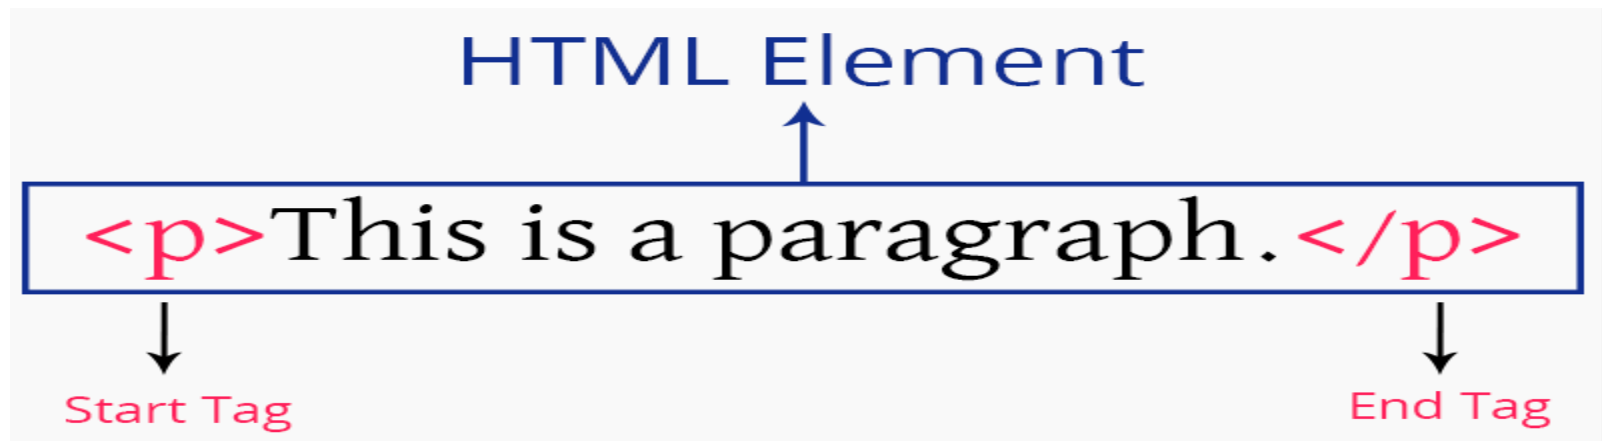 HTML Element
<p>This is a paragraph.</p>
Start Tag
End Tag